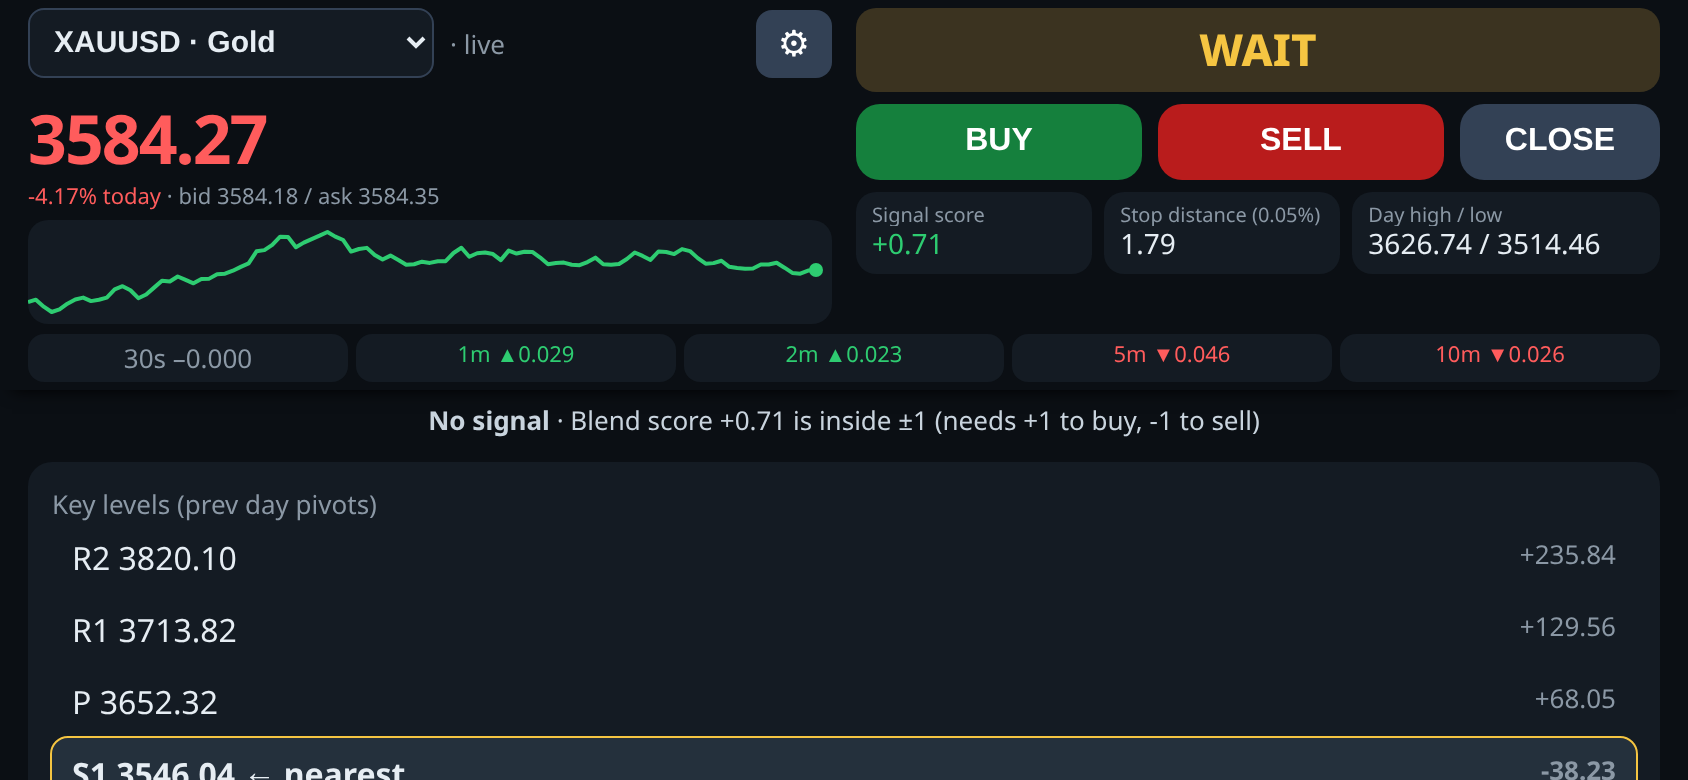 XAUUSD · Gold
· live
WAIT
3584.27
BUY
SELL
CLOSE
-4.17% today · bid 3584.18 / ask 3584.35
Signal score
+0.71
Stop distance (0.05%)
1.79
Day high / low
3626.74 / 3514.46
30s –0.000
1m ▲0.029
2m ▲0.023
5m ▼0.046
10m ▼0.026
No signal · Blend score +0.71 is inside ±1 (needs +1 to buy, -1 to sell)
Key levels (prev day pivots)
R2 3820.10 +235.84
R1 3713.82 +129.56
P 3652.32 +68.05
S1 3546.04 ← nearest -38.23